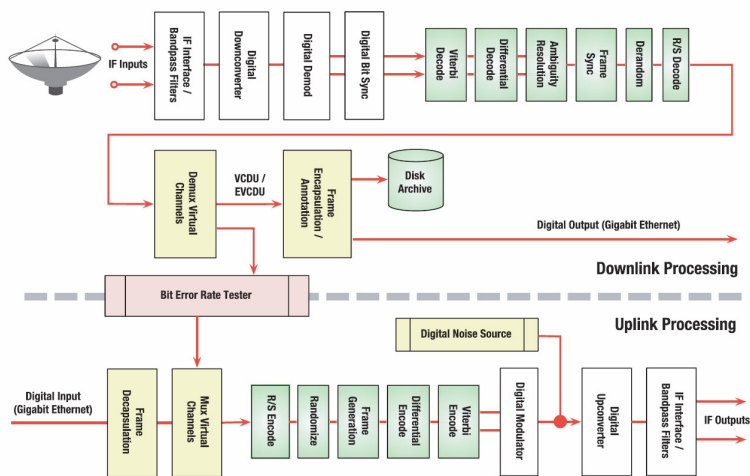 IF Inputs
IF Interface /
Bandpass Filters
Digital
Downconverter
Digital Demod
Digital Bit Sync
Viterbi
Decode
Differential
Decode
Ambiguity
Resolution
Frame
Sync
Derandom
R/S Decode
Demux Virtual
Channels
VCDU /
EVCDU
Frame
Encapsulation /
Annotation
Disk
Archive
Digital Output (Gigabit Ethernet)
Downlink Processing
Bit Error Rate Tester
Uplink Processing
Digital Noise Source
Digital Input
(Gigabit Ethernet)
Frame
Decapsulation
Mux Virtual
Channels
R/S Encode
Randomize
Frame
Generation
Differential
Encode
Viterbi
Encode
Digital Modulator
Digital
Upconverter
IF Interface /
Bandpass Filters
IF Outputs